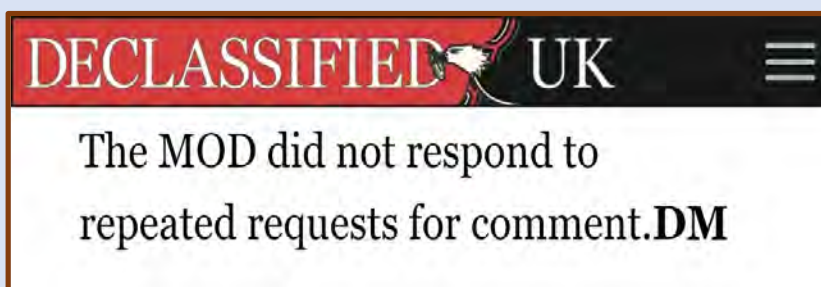 DECLASSIFIED UK
The MOD did not respond to
repeated requests for comment.DM